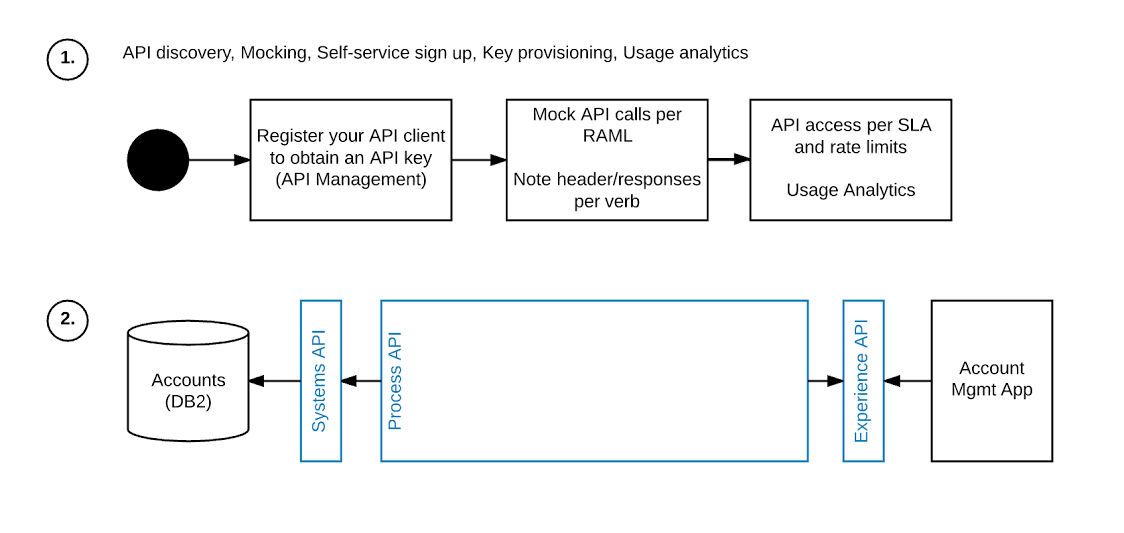 1.
API discovery, Mocking, Self-service sign up, Key provisioning, Usage analytics
Register your API client
to obtain an API key
(API Management)
Mock API calls per
RAML
Note header/responses
per verb
API access per SLA
and rate limits
Usage Analytics
2.
Accounts
(DB2)
Systems API
Process API
Experience API
Account
Mgmt App